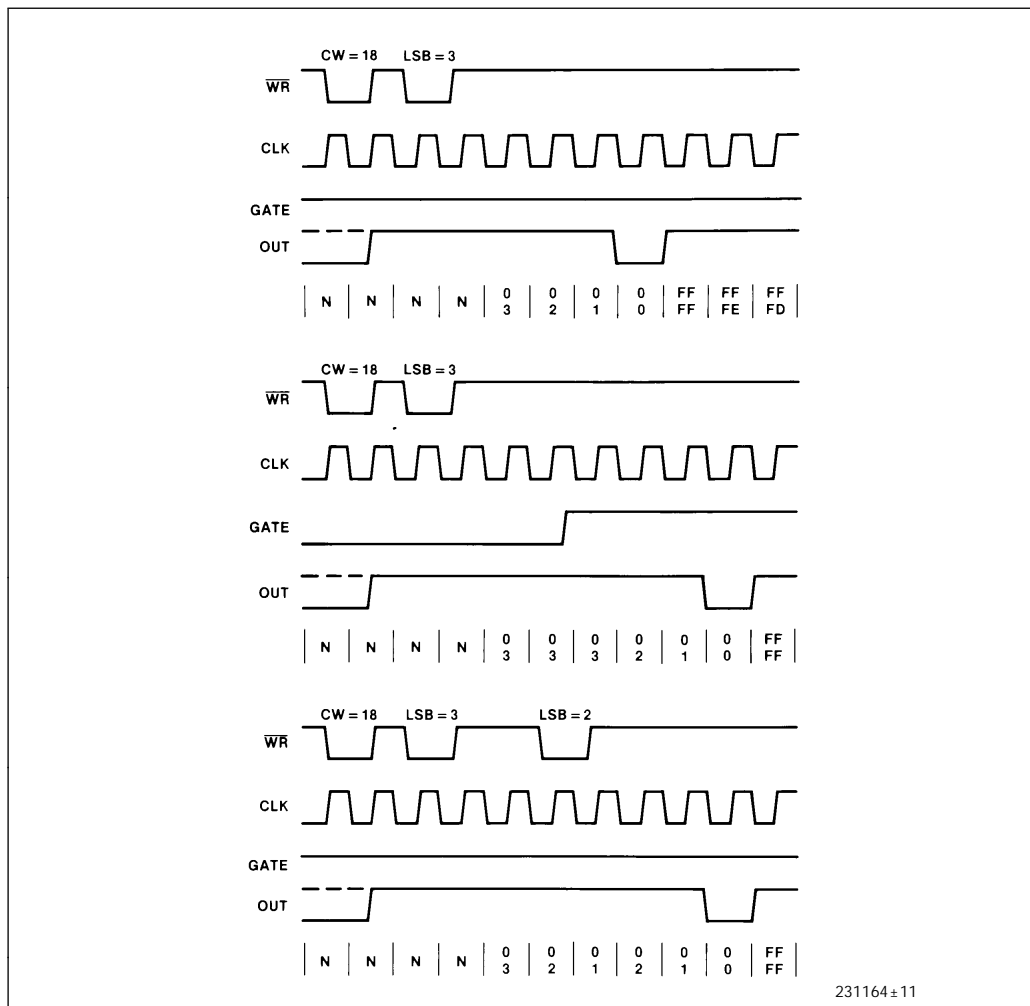 CW = 18 LSB = 3
WR
CLK
GATE
OUT
N N N N 0 0 0 0 FF FF FF
3 2 1 0 FF FE FD
CW = 18 LSB = 3
WR
CLK
GATE
OUT
N N N N 0 0 0 0 0 0 FF
3 3 3 2 1 0 FF
CW = 18 LSB = 3 LSB = 2
WR
CLK
GATE
OUT
N N N N 0 0 0 0 0 0 FF
3 2 1 2 1 0 FF
231164±11